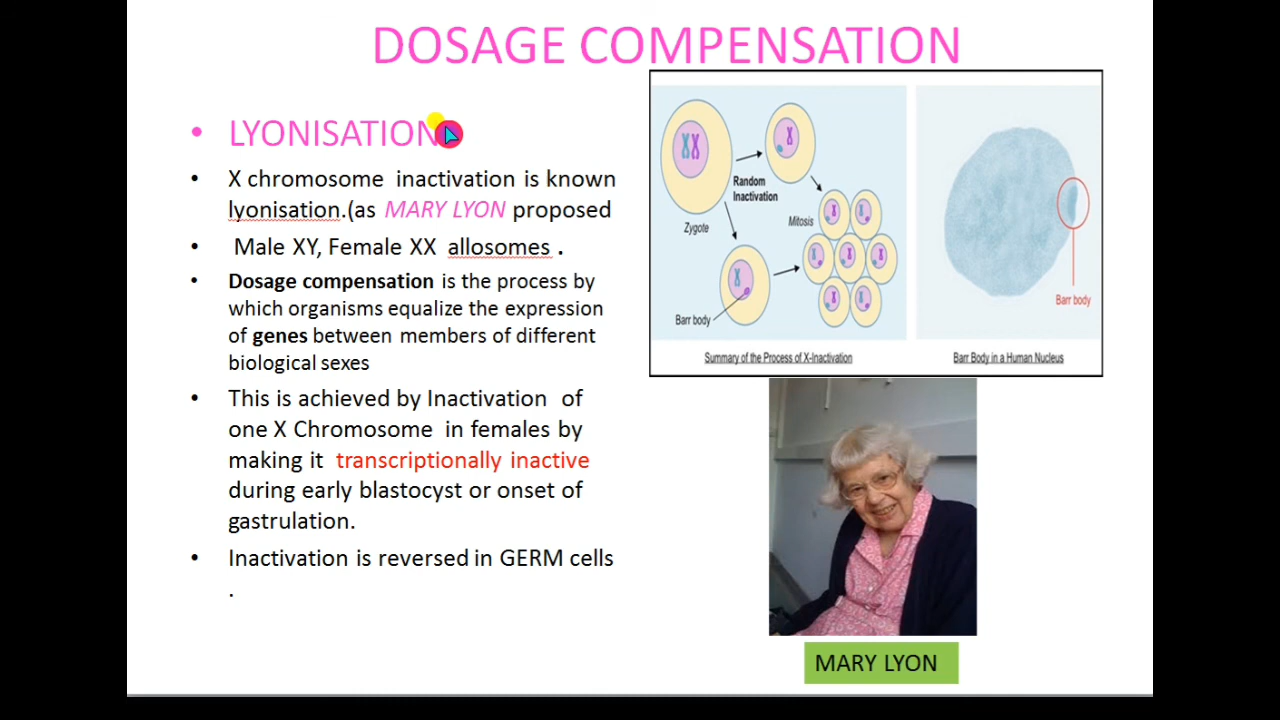 DOSAGE COMPENSATION
• LYONISATION
• X chromosome inactivation is known
lyonisation.(as MARY LYON proposed
• Male XY, Female XX allosomes .
• Dosage compensation is the process by
which organisms equalize the expression
of genes between members of different
biological sexes
• This is achieved by Inactivation of
one X Chromosome in females by
making it transcriptionally inactive
during early blastocyst or onset of
gastrulation.
• Inactivation is reversed in GERM cells
.
Random
Inactivation
Zygote
Mitosis
Barr body
Summary of the Process of X-Inactivation
Barr body
Barr Body in a Human Nucleus
MARY LYON